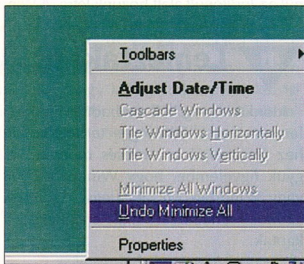 Toolbars
Adjust Date/Time
Cascade Windows
Tile Windows Horizontally
Tile Windows Vertically
Minimize All Windows
Undo Minimize All
Properties